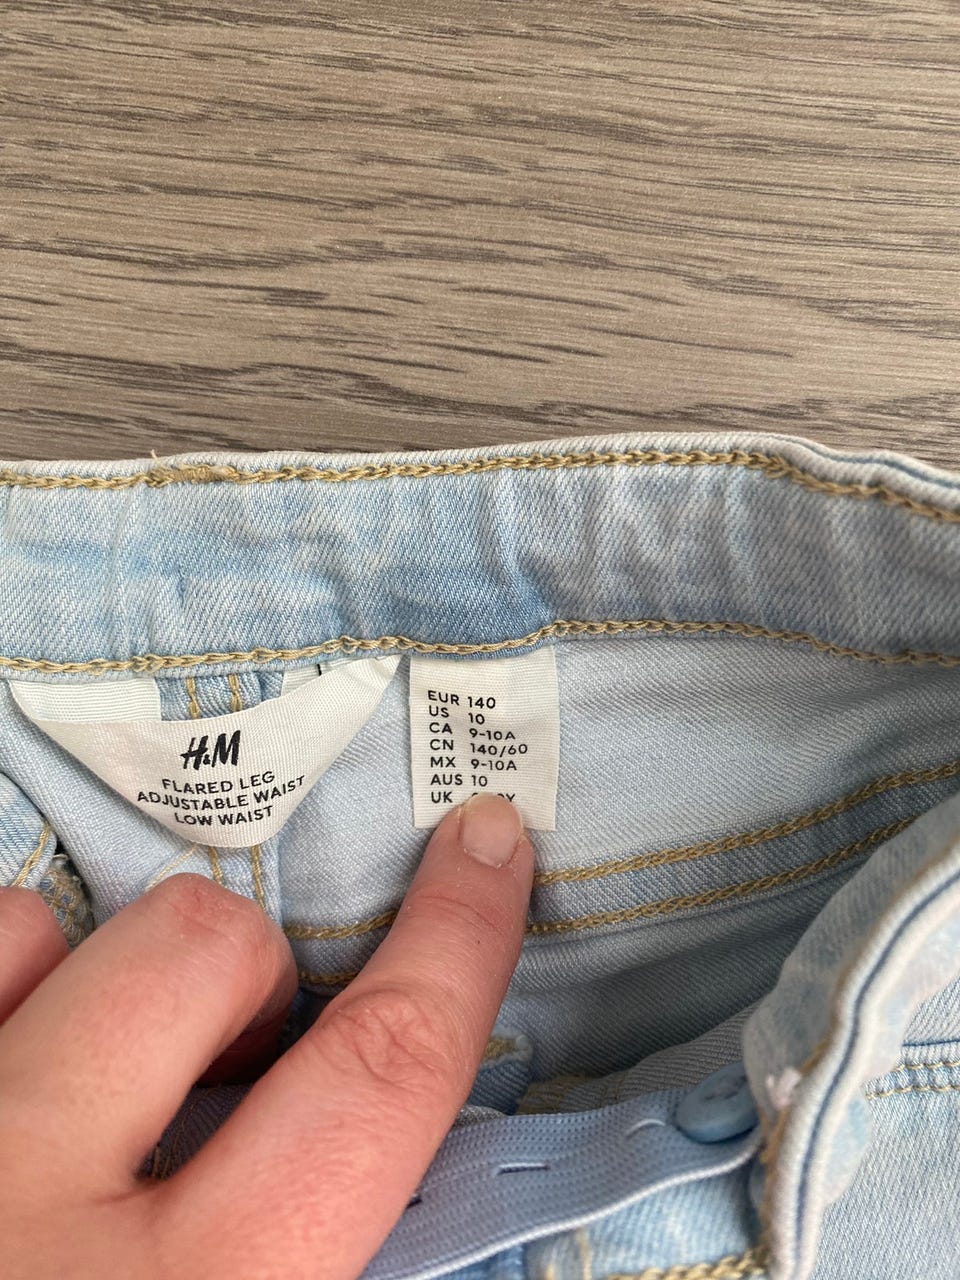 H&M
FLARED LEG
ADJUSTABLE WAIST
LOW WAIST
EUR 140
US 10
CA 9-10A
CN 140/60
MX 9-10A
AUS 10
UK